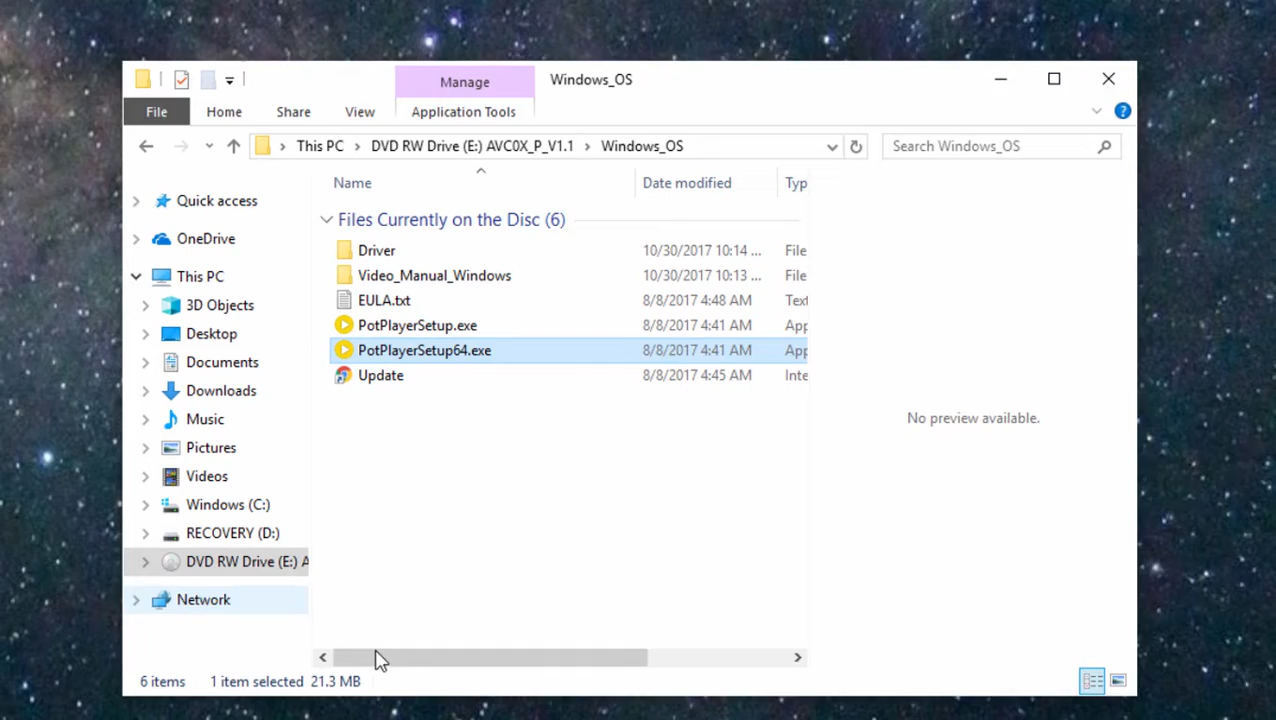 Manage
Windows_OS
File
Home
Share
View
Application Tools
This PC
DVD RW Drive (E:) AVC0X_P_V1.1
Windows_OS
Search Windows_OS
Name
Date modified
Typ
Quick access
OneDrive
This PC
3D Objects
Desktop
Documents
Downloads
Music
Pictures
Videos
Windows (C:)
RECOVERY (D:)
DVD RW Drive (E:) A
Network
Files Currently on the Disc (6)
Driver 10/30/2017 10:14 ... File
Video_Manual_Windows 10/30/2017 10:13 ... File
EULA.txt 8/8/2017 4:48 AM Text
PotPlayerSetup.exe 8/8/2017 4:41 AM App
PotPlayerSetup64.exe 8/8/2017 4:41 AM App
Update 8/8/2017 4:45 AM Inte
No preview available.
6 items 1 item selected 21.3 MB